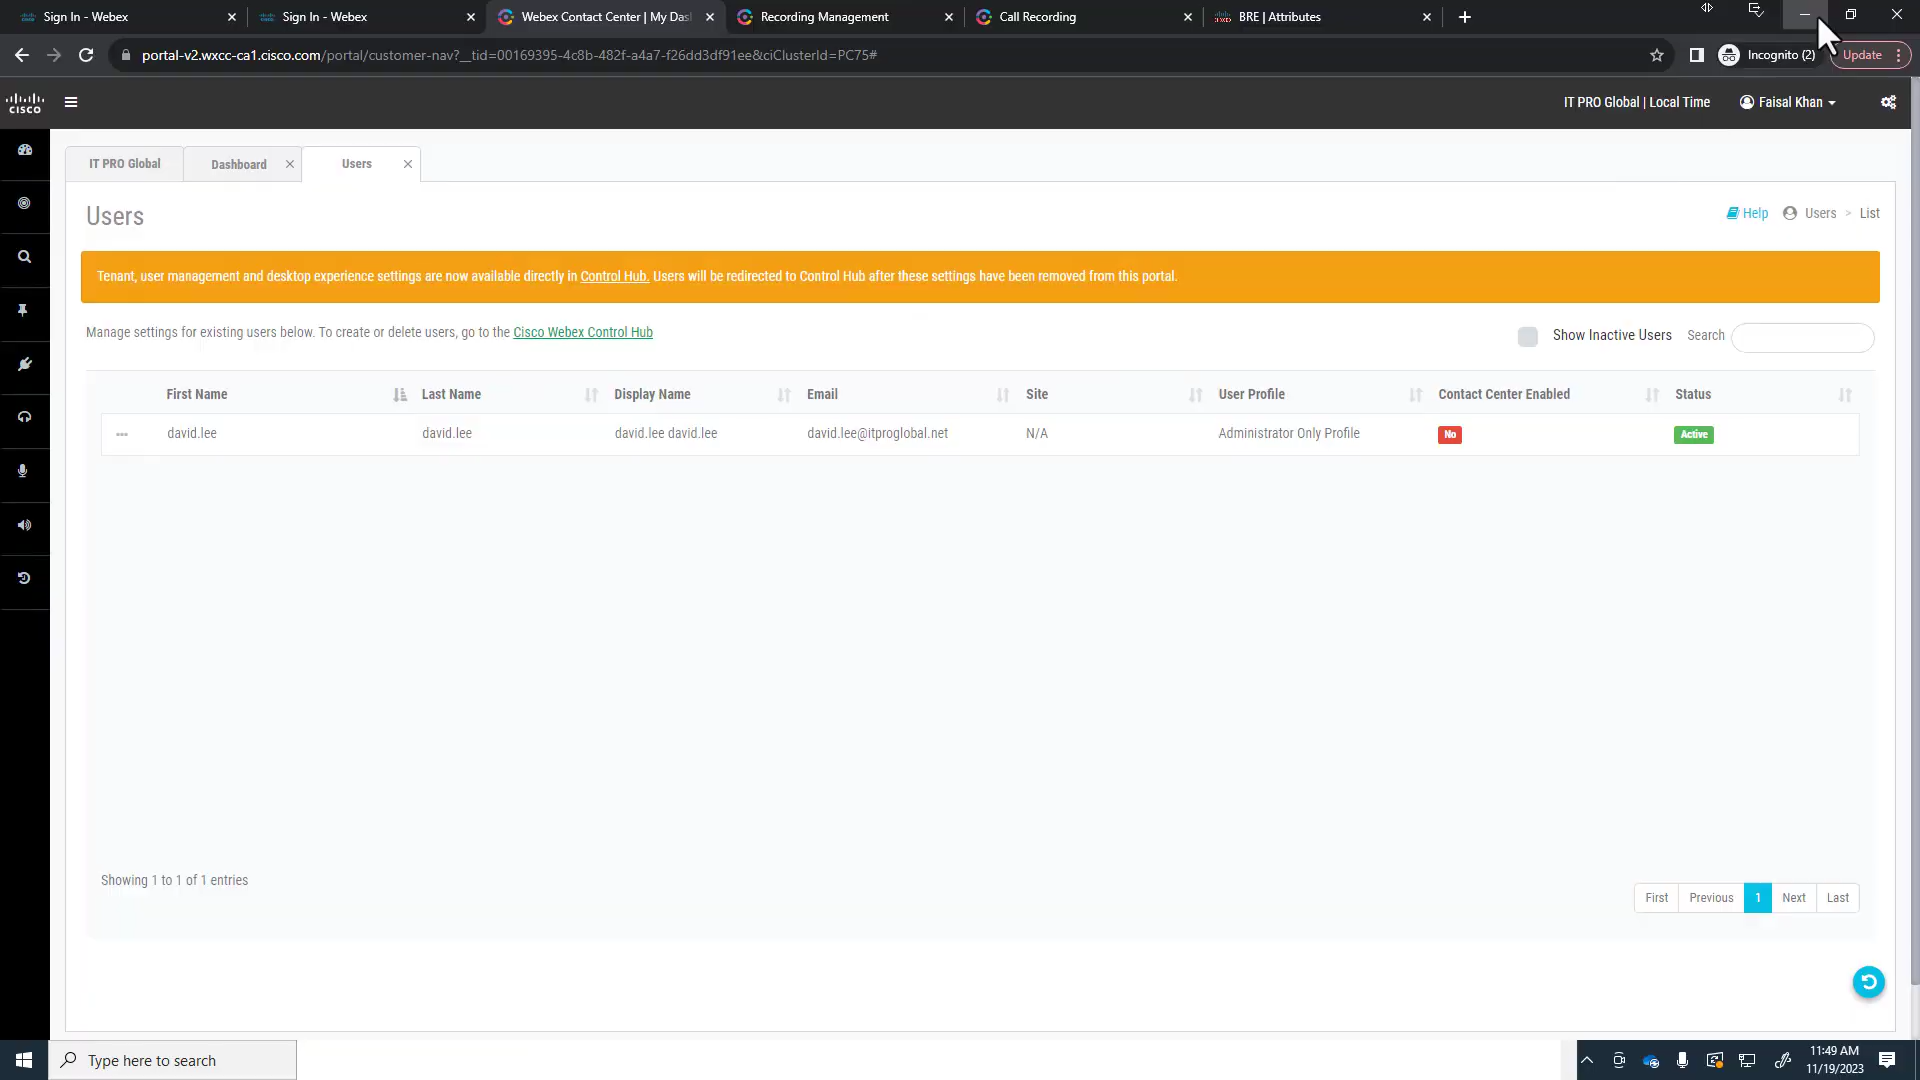 Sign In - Webex
Sign In - Webex
Webex Contact Center | My Das
Recording Management
Call Recording
BRE | Attributes
portal-v2.wxcc-ca1.cisco.com/portal/customer-nav?__tid=00169395-4c8b-482f-a4a7-f26dd3df91ee&ciClusterId=PC75#
Incognito (2)
Update
CISCO
IT PRO Global | Local Time
Faisal Khan
IT PRO Global
Dashboard
Users
Users
Help
Users > List
Tenant, user management and desktop experience settings are now available directly in Control Hub. Users will be redirected to Control Hub after these settings have been removed from this portal.
Manage settings for existing users below. To create or delete users, go to the Cisco Webex Control Hub
Show Inactive Users
Search
First Name Last Name Display Name Email Site User Profile Contact Center Enabled Status
david.lee david.lee david.lee david.lee david.lee@itproglobal.net N/A Administrator Only Profile No Active
Showing 1 to 1 of 1 entries
First Previous 1 Next Last
Type here to search
11:49 AM
11/19/2023